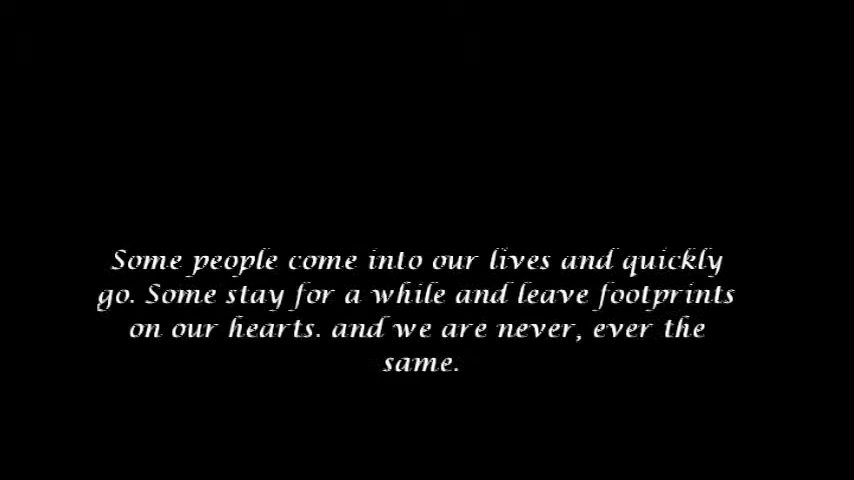 Some people come into our lives and quickly
go. Some stay for a while and leave footprints
on our hearts. and we are never, ever the
same.